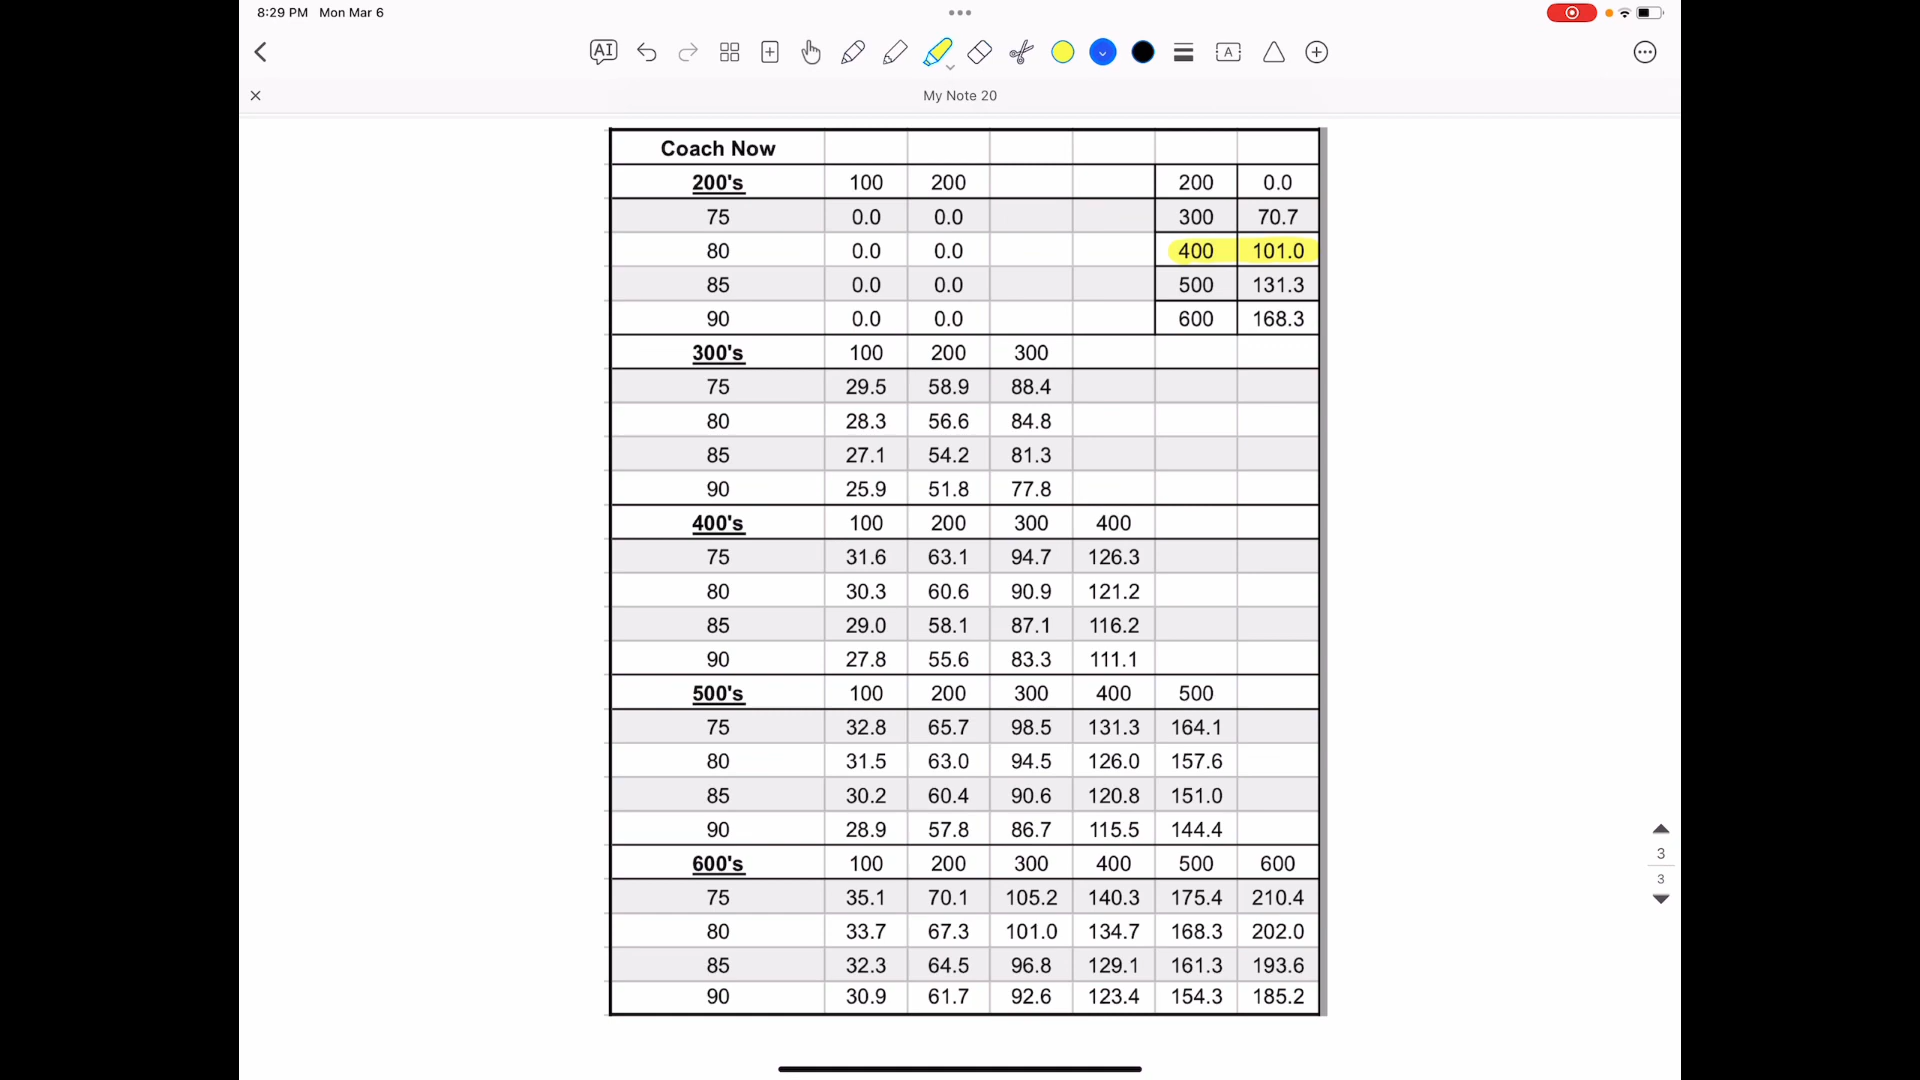 8:29 PM Mon Mar 6
AI
A
My Note 20
Coach Now
200's 100 200 200 0.0
75 0.0 0.0 300 70.7
80 0.0 0.0 400 101.0
85 0.0 0.0 500 131.3
90 0.0 0.0 600 168.3
300's 100 200 300
75 29.5 58.9 88.4
80 28.3 56.6 84.8
85 27.1 54.2 81.3
90 25.9 51.8 77.8
400's 100 200 300 400
75 31.6 63.1 94.7 126.3
80 30.3 60.6 90.9 121.2
85 29.0 58.1 87.1 116.2
90 27.8 55.6 83.3 111.1
500's 100 200 300 400 500
75 32.8 65.7 98.5 131.3 164.1
80 31.5 63.0 94.5 126.0 157.6
85 30.2 60.4 90.6 120.8 151.0
90 28.9 57.8 86.7 115.5 144.4
600's 100 200 300 400 500 600
75 35.1 70.1 105.2 140.3 175.4 210.4
80 33.7 67.3 101.0 134.7 168.3 202.0
85 32.3 64.5 96.8 129.1 161.3 193.6
90 30.9 61.7 92.6 123.4 154.3 185.2
3
3